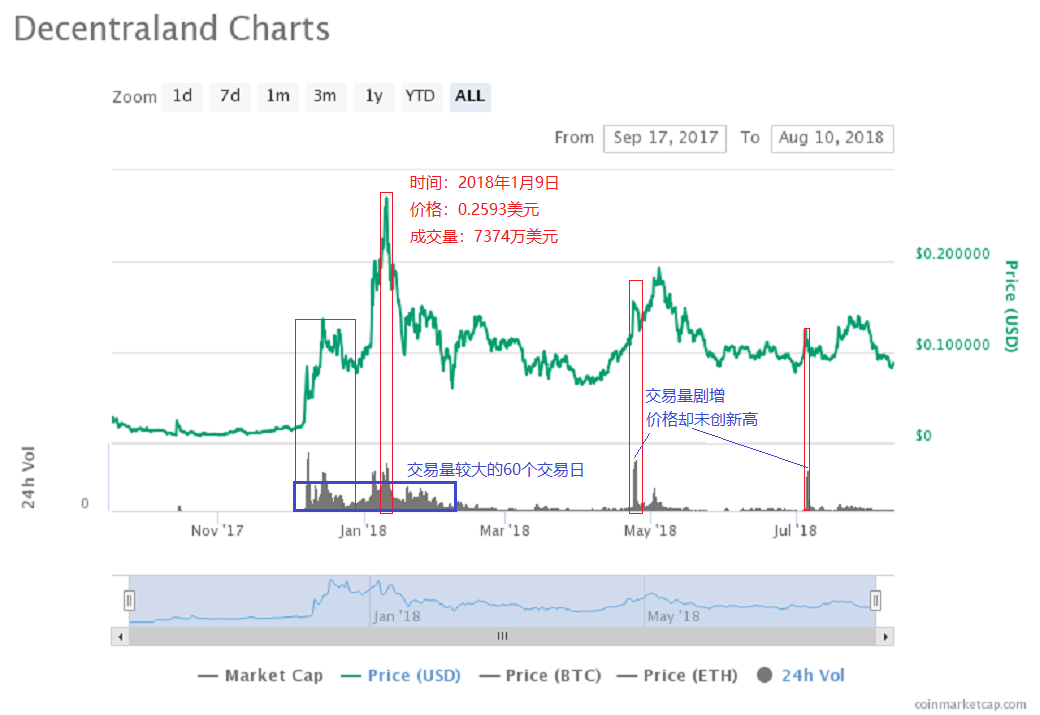 Decentraland Charts
Zoom 1d 7d 1m 3m 1y YTD ALL
From Sep 17, 2017 To Aug 10, 2018
时间：2018年1月9日
价格：0.2593美元
成交量：7374万美元
$0.200000
Price (USD)
$0.100000
交易量剧增
价格却未创新高
$0
交易量较大的60个交易日
24h Vol
0
Nov '17 Jan '18 Mar '18 May '18 Jul '18
Jan '18 May '18
Market Cap Price (USD) Price (BTC) Price (ETH) 24h Vol
coinmarketcap.com